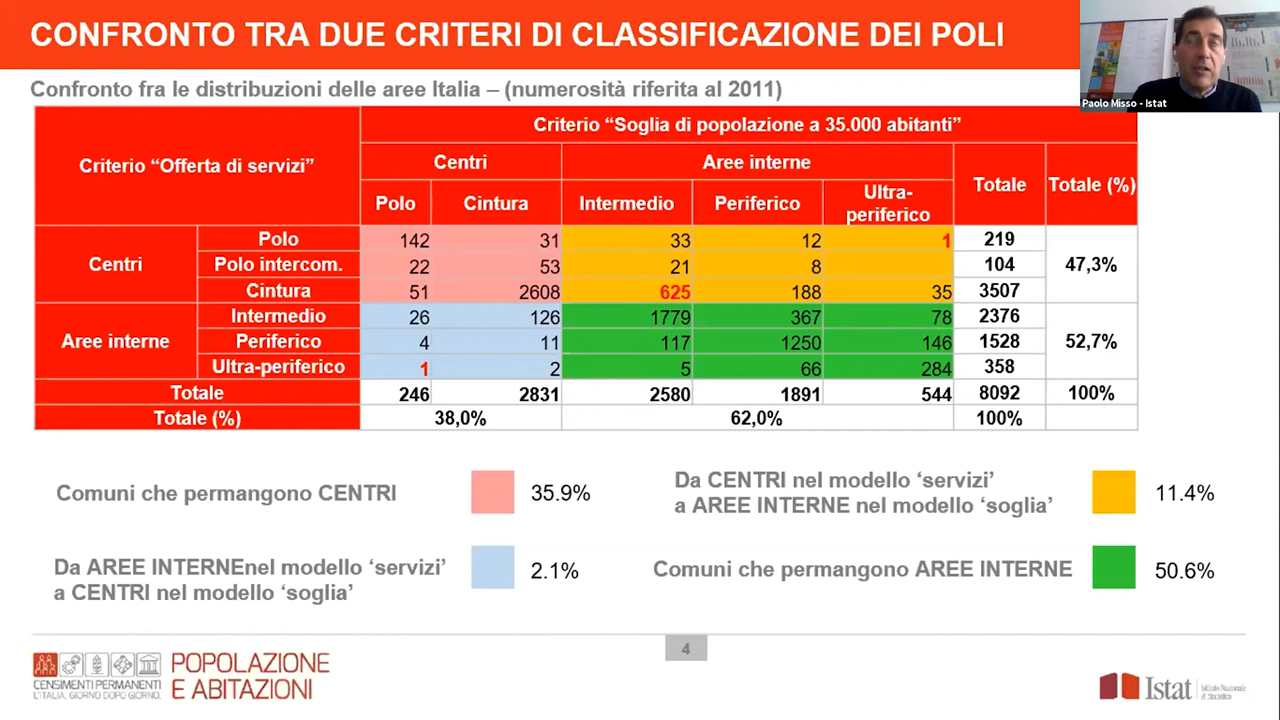 CONFRONTO TRA DUE CRITERI DI CLASSIFICAZIONE DEI POLI
Paolo Misso - Istat
Confronto fra le distribuzioni delle aree Italia – (numerosità riferita al 2011)
Criterio “Offerta di servizi”
Criterio “Soglia di popolazione a 35.000 abitanti”
Centri
Aree interne
Totale
Totale (%)
Polo
Cintura
Intermedio
Periferico
Ultra-
periferico
Centri
Polo 142 31 33 12 1 219
Polo intercom. 22 53 21 8 104
47,3%
Cintura 51 2608 625 188 35 3507
Aree interne
Intermedio 26 126 1779 367 78 2376
Periferico 4 11 117 1250 146 1528
52,7%
Ultra-periferico 1 2 5 66 284 358
Totale 246 2831 2580 1891 544 8092 100%
Totale (%) 38,0% 62,0% 100%
Comuni che permangono CENTRI 35.9%
Da CENTRI nel modello ‘servizi’
a AREE INTERNE nel modello ‘soglia’
11.4%
Da AREE INTERNEnel modello ‘servizi’
a CENTRI nel modello ‘soglia’
2.1%
Comuni che permangono AREE INTERNE 50.6%
4
CENSIMENTI PERMANENTI
L'ITALIA, GIORNO DOPO GIORNO.
POPOLAZIONE
E ABITAZIONI
Istat
Istituto Nazionale
di Statistica